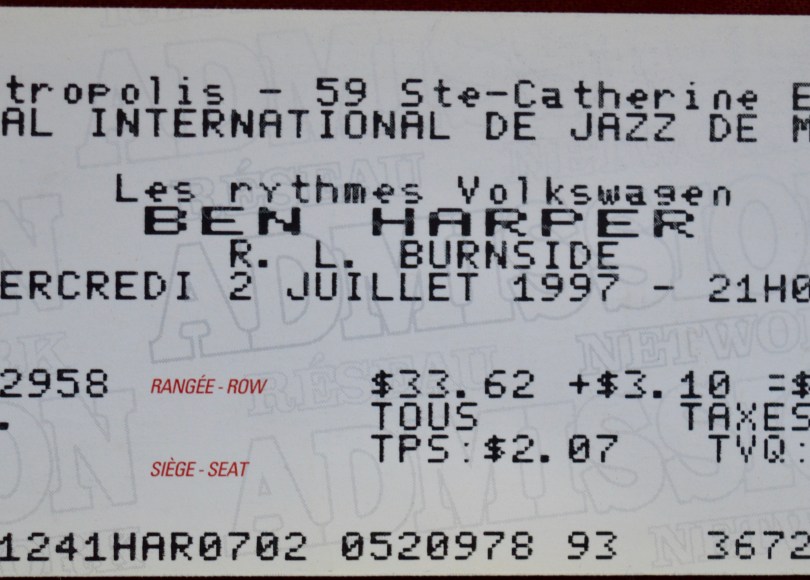 tropolis - 59 Ste-Catherine E
AL INTERNATIONAL DE JAZZ DE M
Les rythmes Volkswagen
BEN HARPER
R. L. BURNSIDE
ERCREDI 2 JUILLET 1997 - 21H0
2958 RANGÉE - ROW $33.62 +$3.10 =$
. TOUS TAXES
SIÈGE - SEAT TPS:$2.07 TVQ:
1241HAR0702 0520978 93 3672